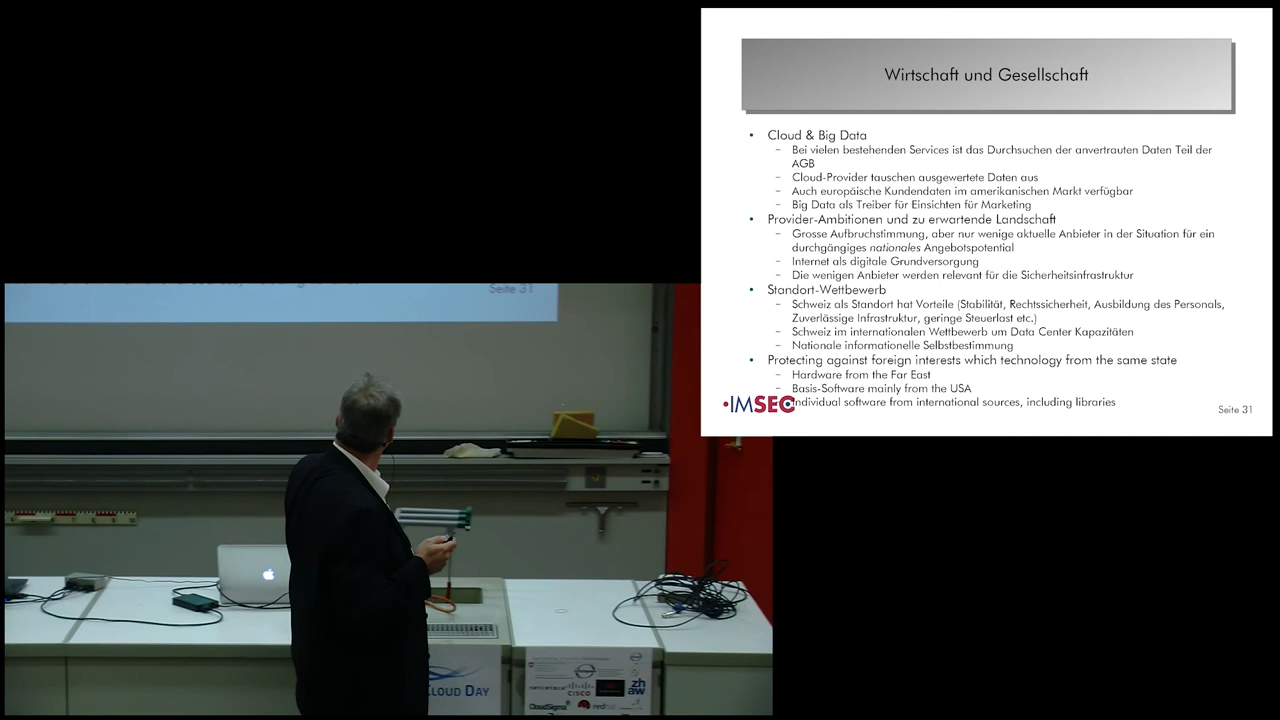 Wirtschaft und Gesellschaft
• Cloud & Big Data
– Bei vielen bestehenden Services ist das Durchsuchen der anvertrauten Daten Teil der
AGB
– Cloud-Provider tauschen ausgewertete Daten aus
– Auch europäische Kundendaten im amerikanischen Markt verfügbar
– Big Data als Treiber für Einsichten für Marketing
• Provider-Ambitionen und zu erwartende Landschaft
– Grosse Aufbruchstimmung, aber nur wenige aktuelle Anbieter in der Situation für ein
durchgängiges nationales Angebotspotential
– Internet als digitale Grundversorgung
– Die wenigen Anbieter werden relevant für die Sicherheitsinfrastruktur
• Standort-Wettbewerb
– Schweiz als Standort hat Vorteile (Stabilität, Rechtssicherheit, Ausbildung des Personals,
Zuverlässige Infrastruktur, geringe Steuerlast etc.)
– Schweiz im internationalen Wettbewerb um Data Center Kapazitäten
– Nationale informationelle Selbstbestimmung
• Protecting against foreign interests which technology from the same state
– Hardware from the Far East
– Basis-Software mainly from the USA
Individual software from international sources, including libraries
IMSEC
Seite 31
Seite 31
CLOUD DAY
CISCO
zh
aw
CloudSigma